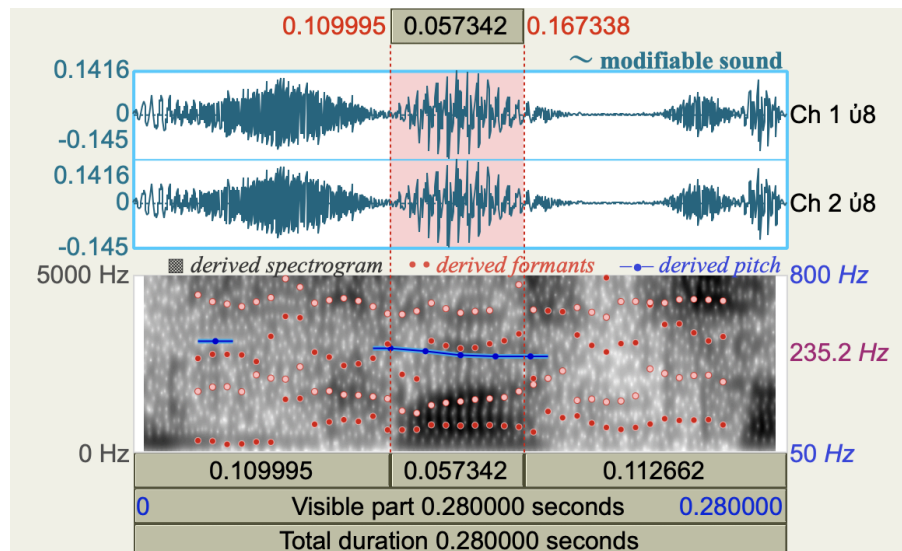 0.109995 0.057342 0.167338
~ modifiable sound
0.1416
0
-0.145
Ch 1 ů8
0.1416
0
-0.145
Ch 2 ů8
derived spectrogram derived formants derived pitch
5000 Hz 800 Hz
235.2 Hz
0 Hz 50 Hz
0.109995 0.057342 0.112662
0 Visible part 0.280000 seconds 0.280000
Total duration 0.280000 seconds